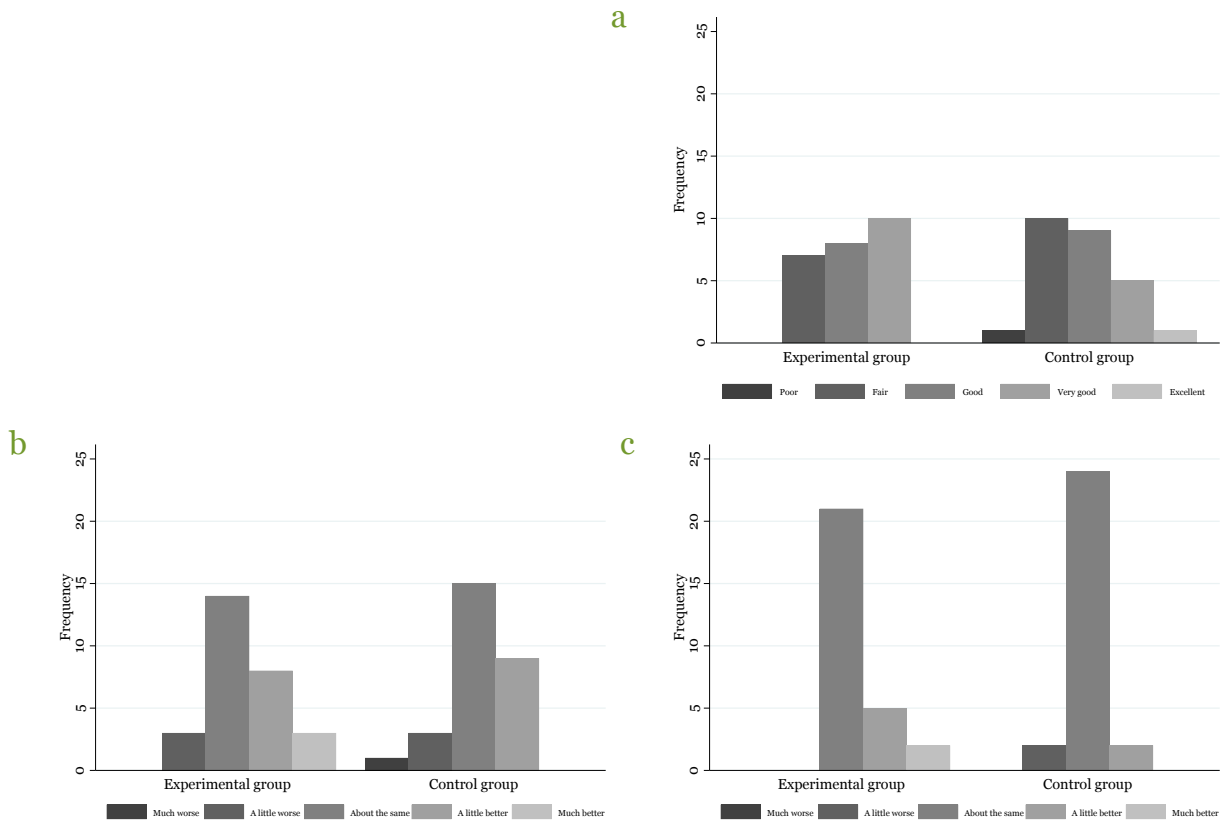 a
Frequency
25
20
15
10
5
0
Experimental group Control group
Poor Fair Good Very good Excellent
b
Frequency
25
20
15
10
5
0
Experimental group Control group
Much worse A little worse About the same A little better Much better
c
Frequency
25
20
15
10
5
0
Experimental group Control group
Much worse A little worse About the same A little better Much better